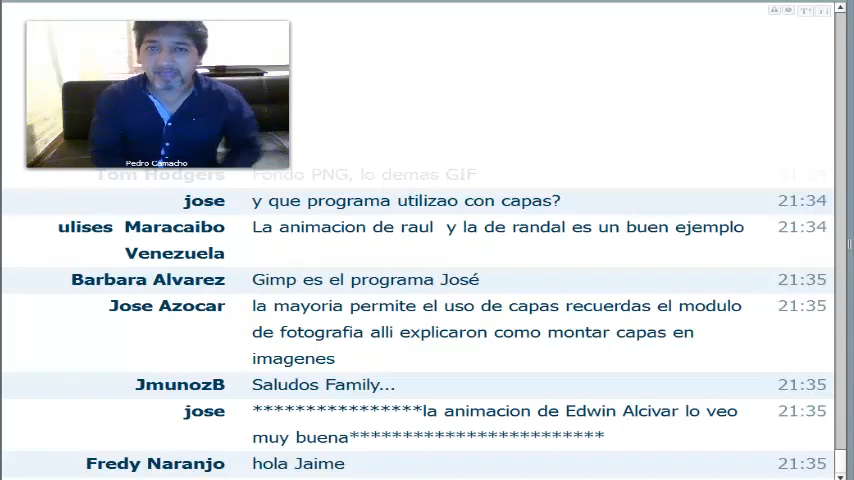 Pedro Camacho
Tom Hodgers Fondo PNG, lo demas GIF 21:34
jose y que programa utilizao con capas? 21:34
ulises Maracaibo La animacion de raul y la de randal es un buen ejemplo 21:34
Venezuela
Barbara Alvarez Gimp es el programa José 21:35
Jose Azocar la mayoria permite el uso de capas recuerdas el modulo 21:35
de fotografia alli explicaron como montar capas en
imagenes
JmunozB Saludos Family... 21:35
jose ****************la animacion de Edwin Alcivar lo veo 21:35
muy buena************************
Fredy Naranjo hola Jaime 21:35